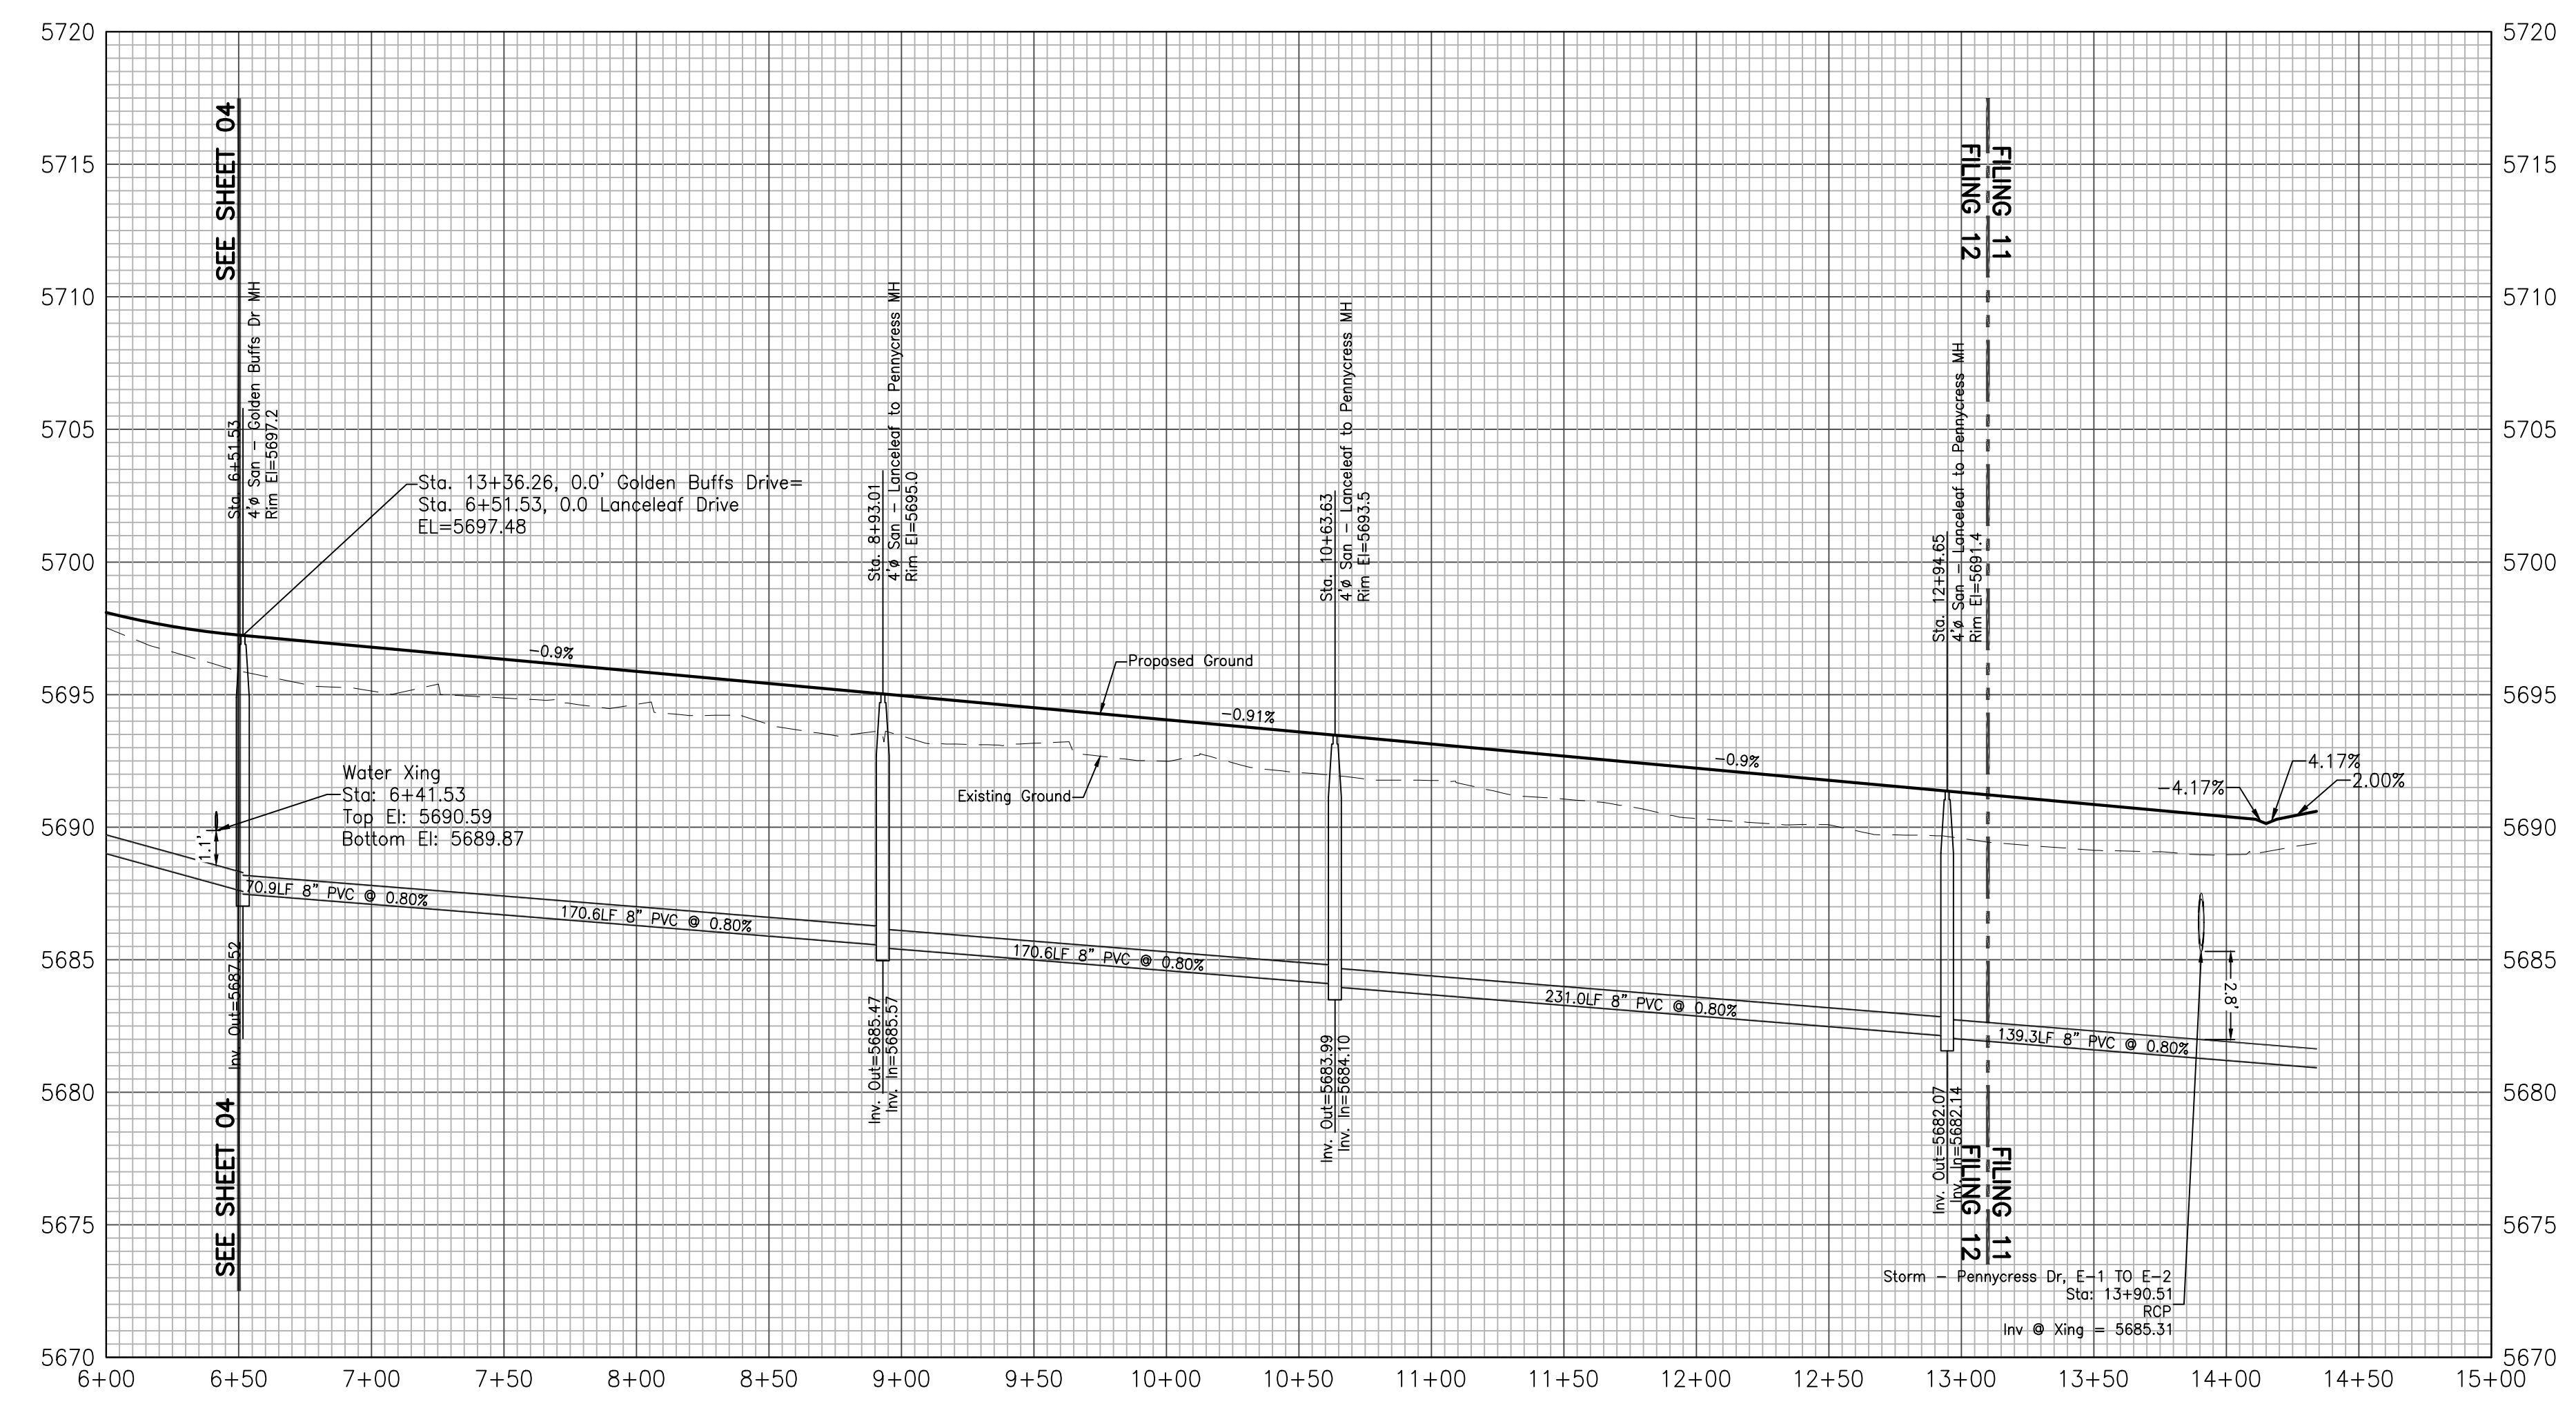 5720
5720
5715
5715
5710
5710
5705
5705
5700
5700
5695
5695
5690
5690
5685
5685
5680
5680
5675
5675
5670
5670
SEE SHEET 04
FILING 12
FILING 11
Sta. 6+51.53
4'ø San - Golden Buffs Dr MH
Rim El=5697.2
Sta. 13+36.26, 0.0' Golden Buffs Drive=
Sta. 6+51.53, 0.0 Lanceleaf Drive
EL=5697.48
Sta. 8+93.01
4'ø San - Lanceleaf to Pennycress MH
Rim El=5695.0
Sta. 10+63.63
4'ø San - Lanceleaf to Pennycress MH
Rim El=5693.5
Sta. 12+94.65
4'ø San - Lanceleaf to Pennycress MH
Rim El=5691.4
-0.9%
Proposed Ground
-0.91%
-0.9%
-4.17%
4.17%
2.00%
Existing Ground
Water Xing
Sta: 6+41.53
Top El: 5690.59
Bottom El: 5689.87
1.1'
70.9LF 8" PVC @ 0.80%
170.6LF 8" PVC @ 0.80%
170.6LF 8" PVC @ 0.80%
231.0LF 8" PVC @ 0.80%
139.3LF 8" PVC @ 0.80%
2.8'
Inv. Out=5687.52
Inv. Out=5685.47
Inv. In=5685.57
Inv. Out=5683.99
Inv. In=5684.10
Inv. Out=5682.07
Inv. In=5682.14
SEE SHEET 04
FILING 12
FILING 11
Storm - Pennycress Dr, E-1 TO E-2
Sta: 13+90.51
RCP
Inv @ Xing = 5685.31
6+00
6+50
7+00
7+50
8+00
8+50
9+00
9+50
10+00
10+50
11+00
11+50
12+00
12+50
13+00
13+50
14+00
14+50
15+00